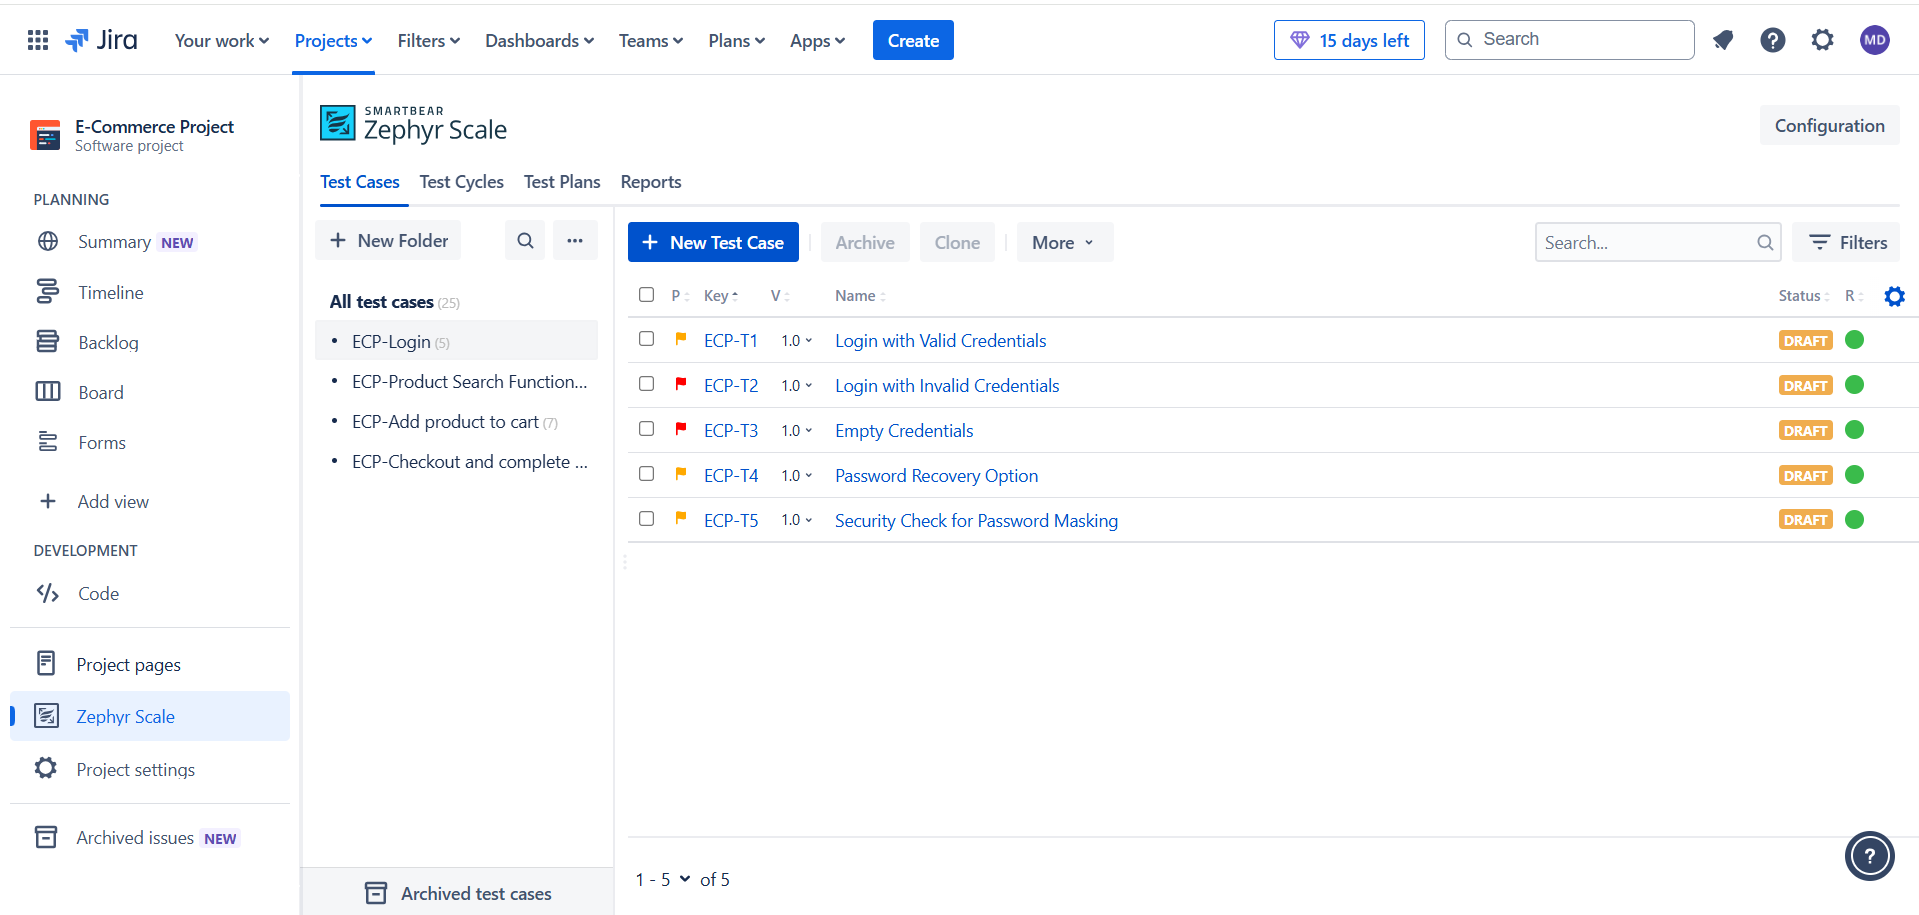 Jira
Your work
Projects
Filters
Dashboards
Teams
Plans
Apps
Create
15 days left
Search
MD
E-Commerce Project
Software project
PLANNING
Summary NEW
Timeline
Backlog
Board
Forms
Add view
DEVELOPMENT
Code
Project pages
Zephyr Scale
Project settings
Archived issues NEW
SMARTBEAR
Zephyr Scale
Configuration
Test Cases
Test Cycles
Test Plans
Reports
+ New Folder
...
All test cases (25)
• ECP-Login (5)
• ECP-Product Search Function...
• ECP-Add product to cart (7)
• ECP-Checkout and complete ...
Archived test cases
+ New Test Case
Archive
Clone
More
Search...
Filters
P Key V Name Status R
ECP-T1 1.0 Login with Valid Credentials DRAFT
ECP-T2 1.0 Login with Invalid Credentials DRAFT
ECP-T3 1.0 Empty Credentials DRAFT
ECP-T4 1.0 Password Recovery Option DRAFT
ECP-T5 1.0 Security Check for Password Masking DRAFT
1 - 5 of 5
?